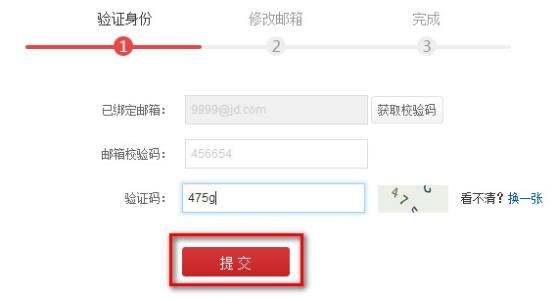 验证身份 修改邮箱 完成
1 2 3
已绑定邮箱： 9999@jd.com 获取校验码
邮箱校验码： 456654
验证码： 475g 看不清？换一张
提 交